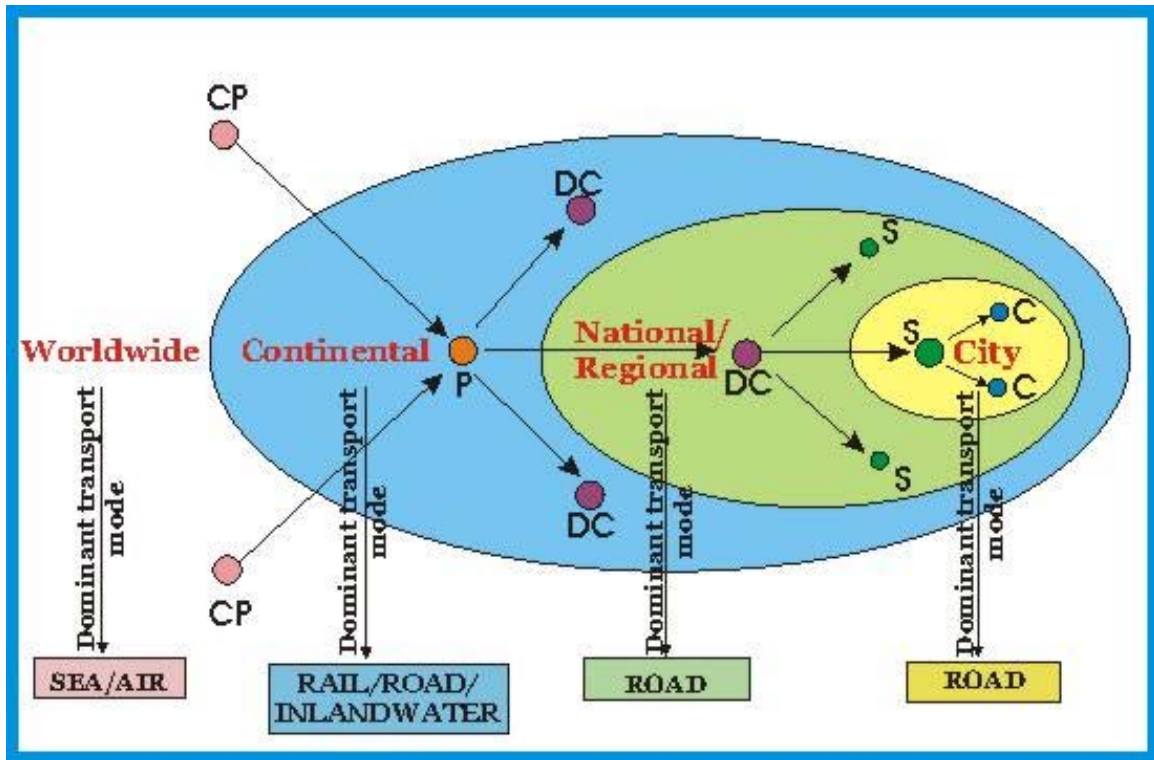 CP
DC
S
C
Worldwide
Continental
P
National/
Regional
DC
S
City
C
S
DC
CP
Dominant transport
mode
Dominant transport
mode
Dominant transport
mode
Dominant transport
mode
SEA/AIR
RAIL/ROAD/
INLANDWATER
ROAD
ROAD